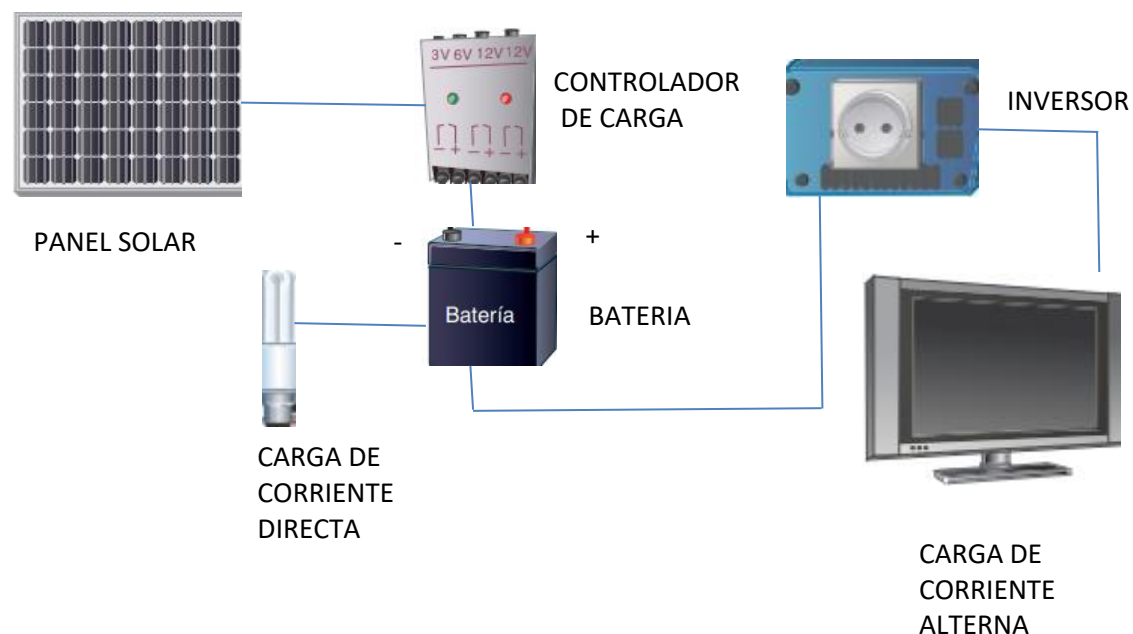 3V 6V 12V 12V
CONTROLADOR
DE CARGA
INVERSOR
- + - + - +
PANEL SOLAR
- +
Batería
BATERIA
CARGA DE
CORRIENTE
DIRECTA
CARGA DE
CORRIENTE
ALTERNA